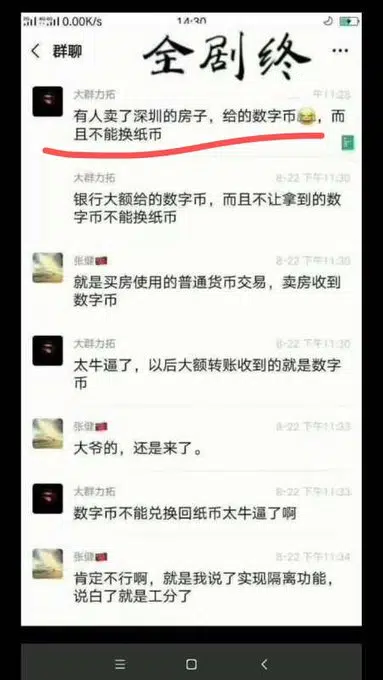 0.00K/s
14:30
群聊
全剧终
大群力拓
午11:23
有人卖了深圳的房子，给的数字币😂，而
且不能换纸币
大群力拓
8-22 下午11:30
银行大额给的数字币，而且不让拿到的数
字币不能换纸币
张健🇨🇳
8-22 下午11:30
就是买房使用的普通货币交易，卖房收到
数字币
大群力拓
8-22 下午11:30
太牛逼了，以后大额转账收到的就是数字
币
张健🇨🇳
8-22 下午11:33
大爷的，还是来了。
大群力拓
8-22 下午11:33
数字币不能兑换回纸币太牛逼了啊
张健🇨🇳
8-22 下午11:34
肯定不行啊，就是我说了实现隔离功能，
说白了就是工分了